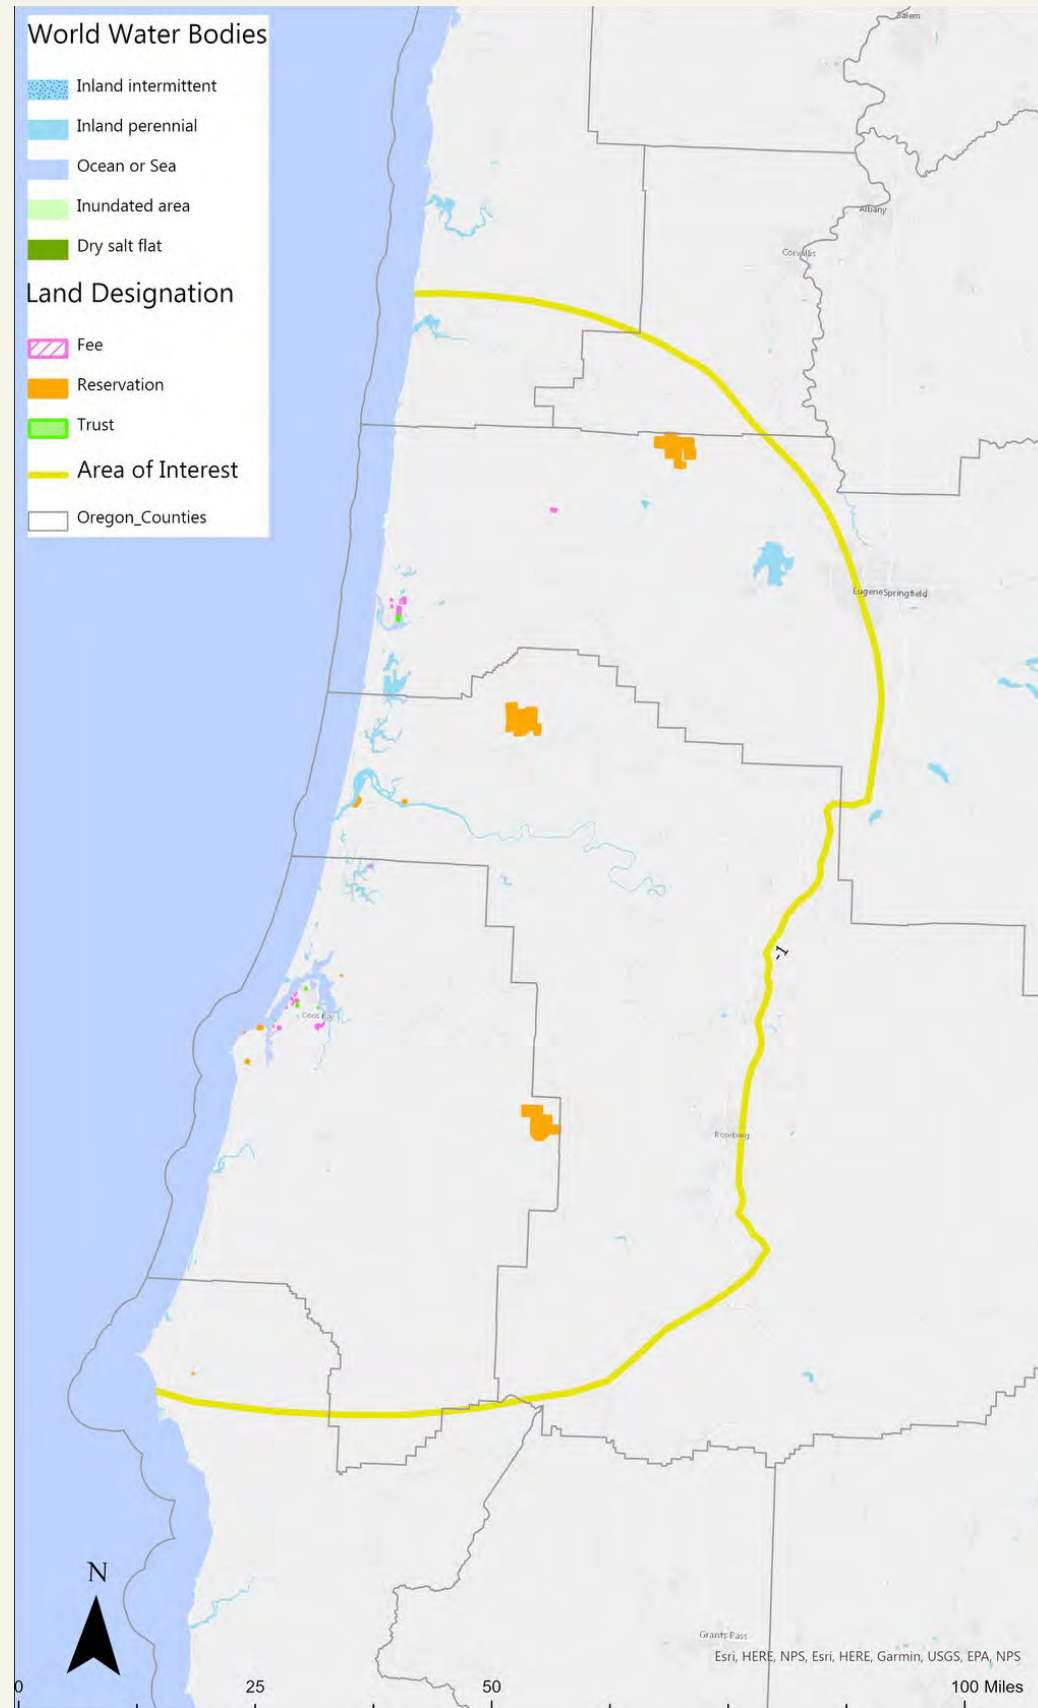 World Water Bodies
Inland intermittent
Inland perennial
Ocean or Sea
Inundated area
Dry salt flat
Land Designation
Fee
Reservation
Trust
Area of Interest
Oregon_Counties
Salem
Albany
Corvallis
EugeneSpringfield
-1
Coos Bay
Roseburg
Grants Pass
N
Esri, HERE, NPS, Esri, HERE, Garmin, USGS, EPA, NPS
0 25 50 100 Miles